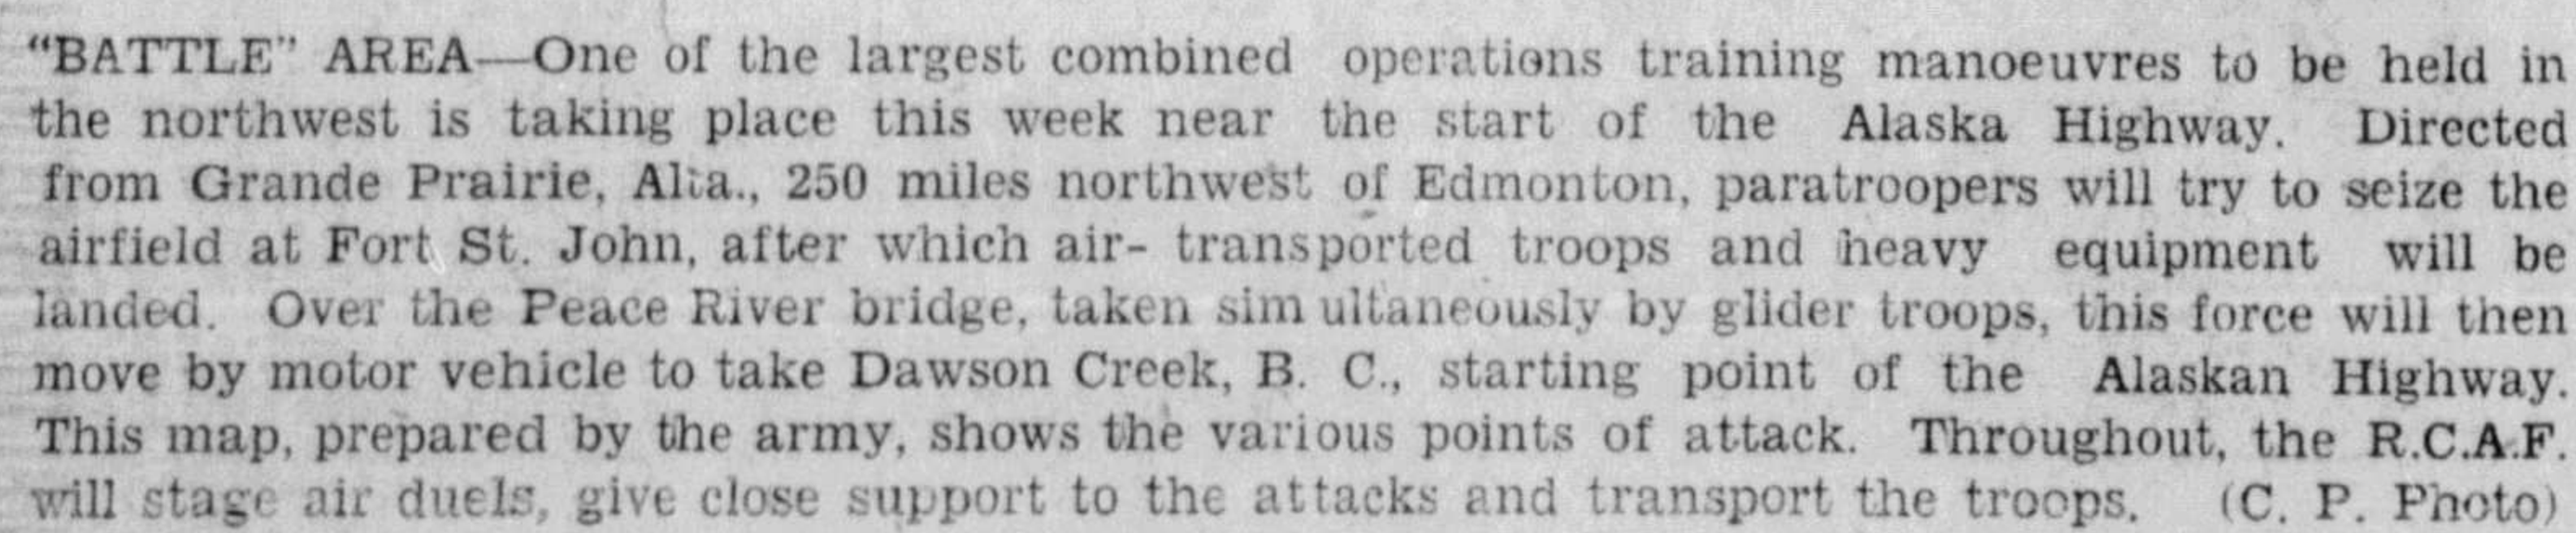 “BATTLE” AREA—One of the largest combined operations training manoeuvres to be held in
the northwest is taking place this week near the start of the Alaska Highway. Directed
from Grande Prairie, Alta., 250 miles northwest of Edmonton, paratroopers will try to seize the
airfield at Fort St. John, after which air- transported troops and heavy equipment will be
landed. Over the Peace River bridge, taken sim ultaneously by glider troops, this force will then
move by motor vehicle to take Dawson Creek, B. C., starting point of the Alaskan Highway.
This map, prepared by the army, shows the various points of attack. Throughout, the R.C.A.F.
will stage air duels, give close support to the attacks and transport the troops. (C. P. Photo)